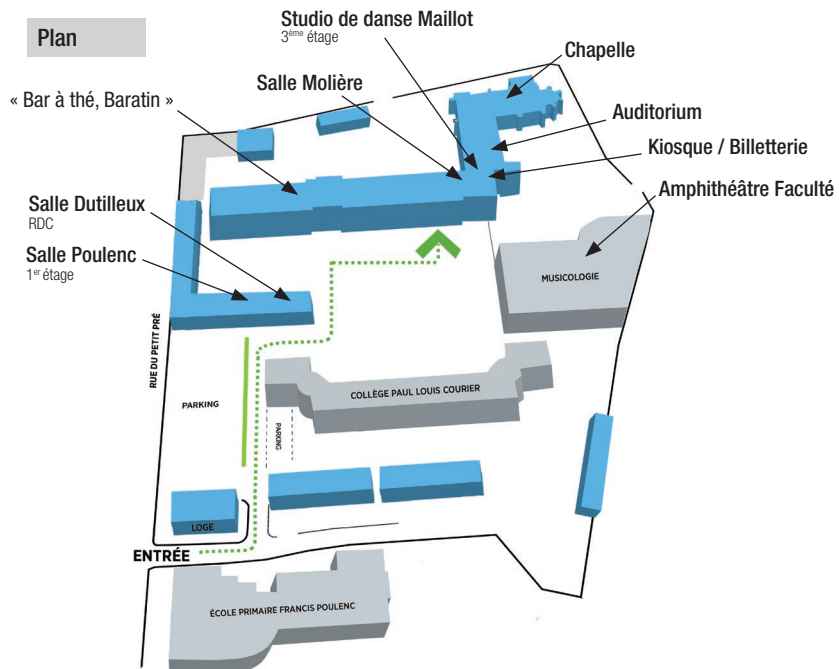 Plan
Studio de danse Maillot
3ème étage
Chapelle
Salle Molière
« Bar à thé, Baratin »
Auditorium
Kiosque / Billetterie
Amphithéâtre Faculté
Salle Dutilleux
RDC
Salle Poulenc
1er étage
MUSICOLOGIE
RUE DU PETIT PRÉ
PARKING
COLLÈGE PAUL LOUIS COURIER
PARKING
LOGE
ENTRÉE
ÉCOLE PRIMAIRE FRANCIS POULENC